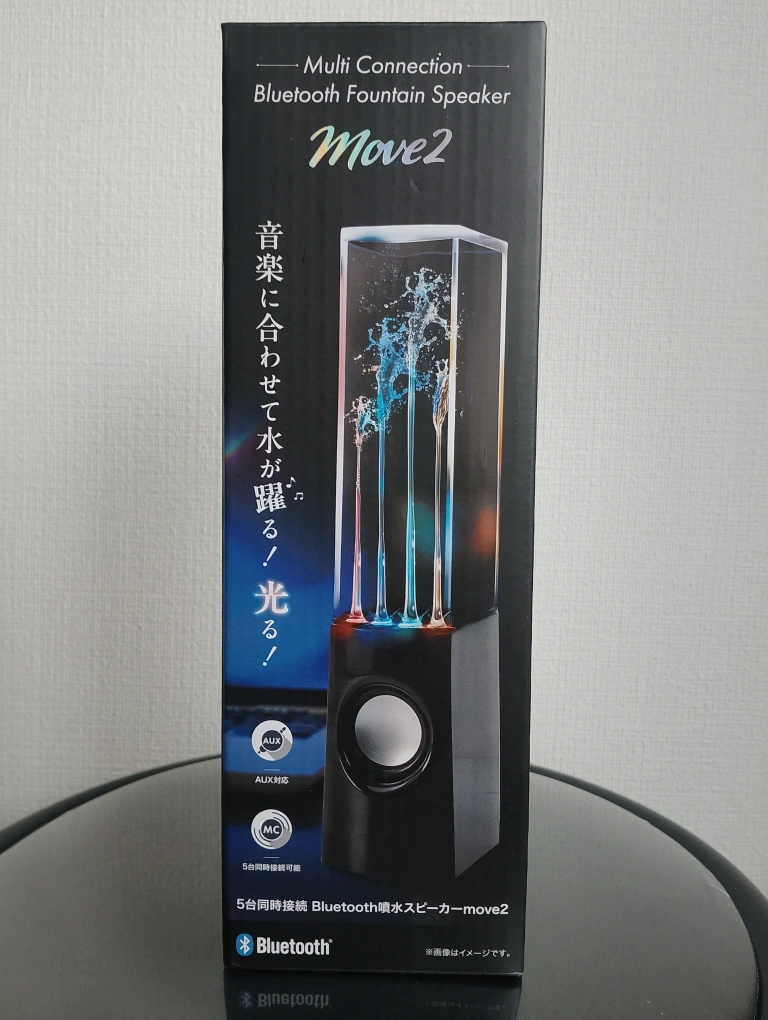 Multi Connection
Bluetooth Fountain Speaker
Move2
音楽に合わせて水が躍る！光る！
AUX
AUX対応
MC
5台同時接続可能
5台同時接続 Bluetooth噴水スピーカーmove2
Bluetooth®
※画像はイメージです。